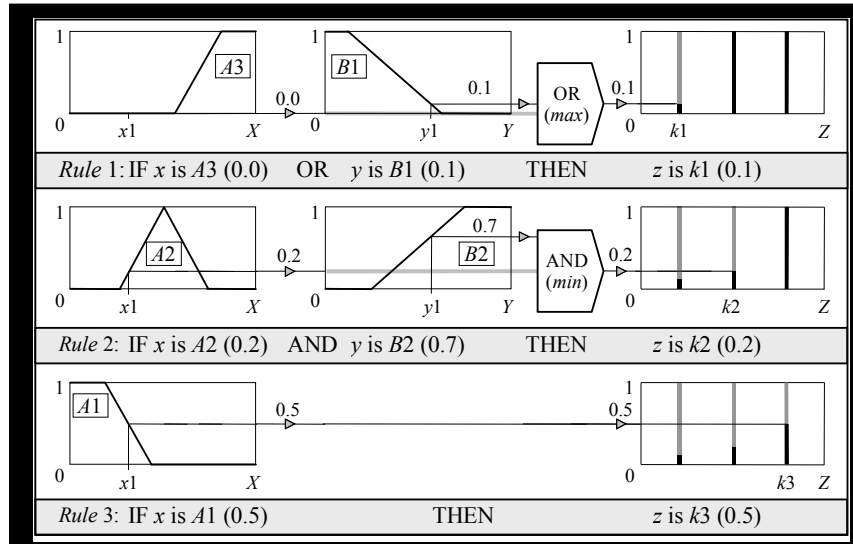 1 1 1
A3 B1
0.0 0.1 OR (max) 0.1
0 x1 X 0 y1 Y 0 k1 Z
Rule 1: IF x is A3 (0.0) OR y is B1 (0.1) THEN z is k1 (0.1)
1 1 1
A2 0.2 0.7 B2 AND (min) 0.2
0 x1 X 0 y1 Y 0 k2 Z
Rule 2: IF x is A2 (0.2) AND y is B2 (0.7) THEN z is k2 (0.2)
1 1
A1 0.5 0.5
0 x1 X 0 k3 Z
Rule 3: IF x is A1 (0.5) THEN z is k3 (0.5)